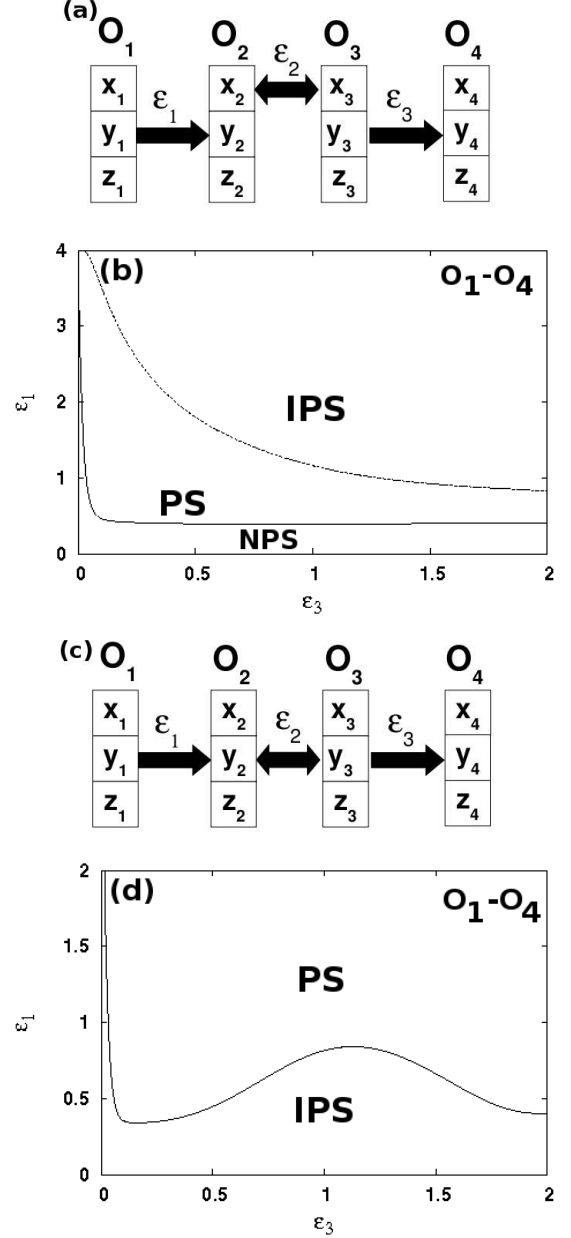 (a) O1 O2 O3 O4
x1 ε1 x2 ε2 x3 ε3 x4
y1 y2 y3 y4
z1 z2 z3 z4
(b) O1-O4
4
3
2
1
0
ε1
IPS
PS
NPS
0 0.5 1 1.5 2
ε3
(c) O1 O2 O3 O4
x1 ε1 x2 ε2 x3 ε3 x4
y1 y2 y3 y4
z1 z2 z3 z4
(d) O1-O4
2
1.5
1
0.5
0
ε1
PS
IPS
0 0.5 1 1.5 2
ε3